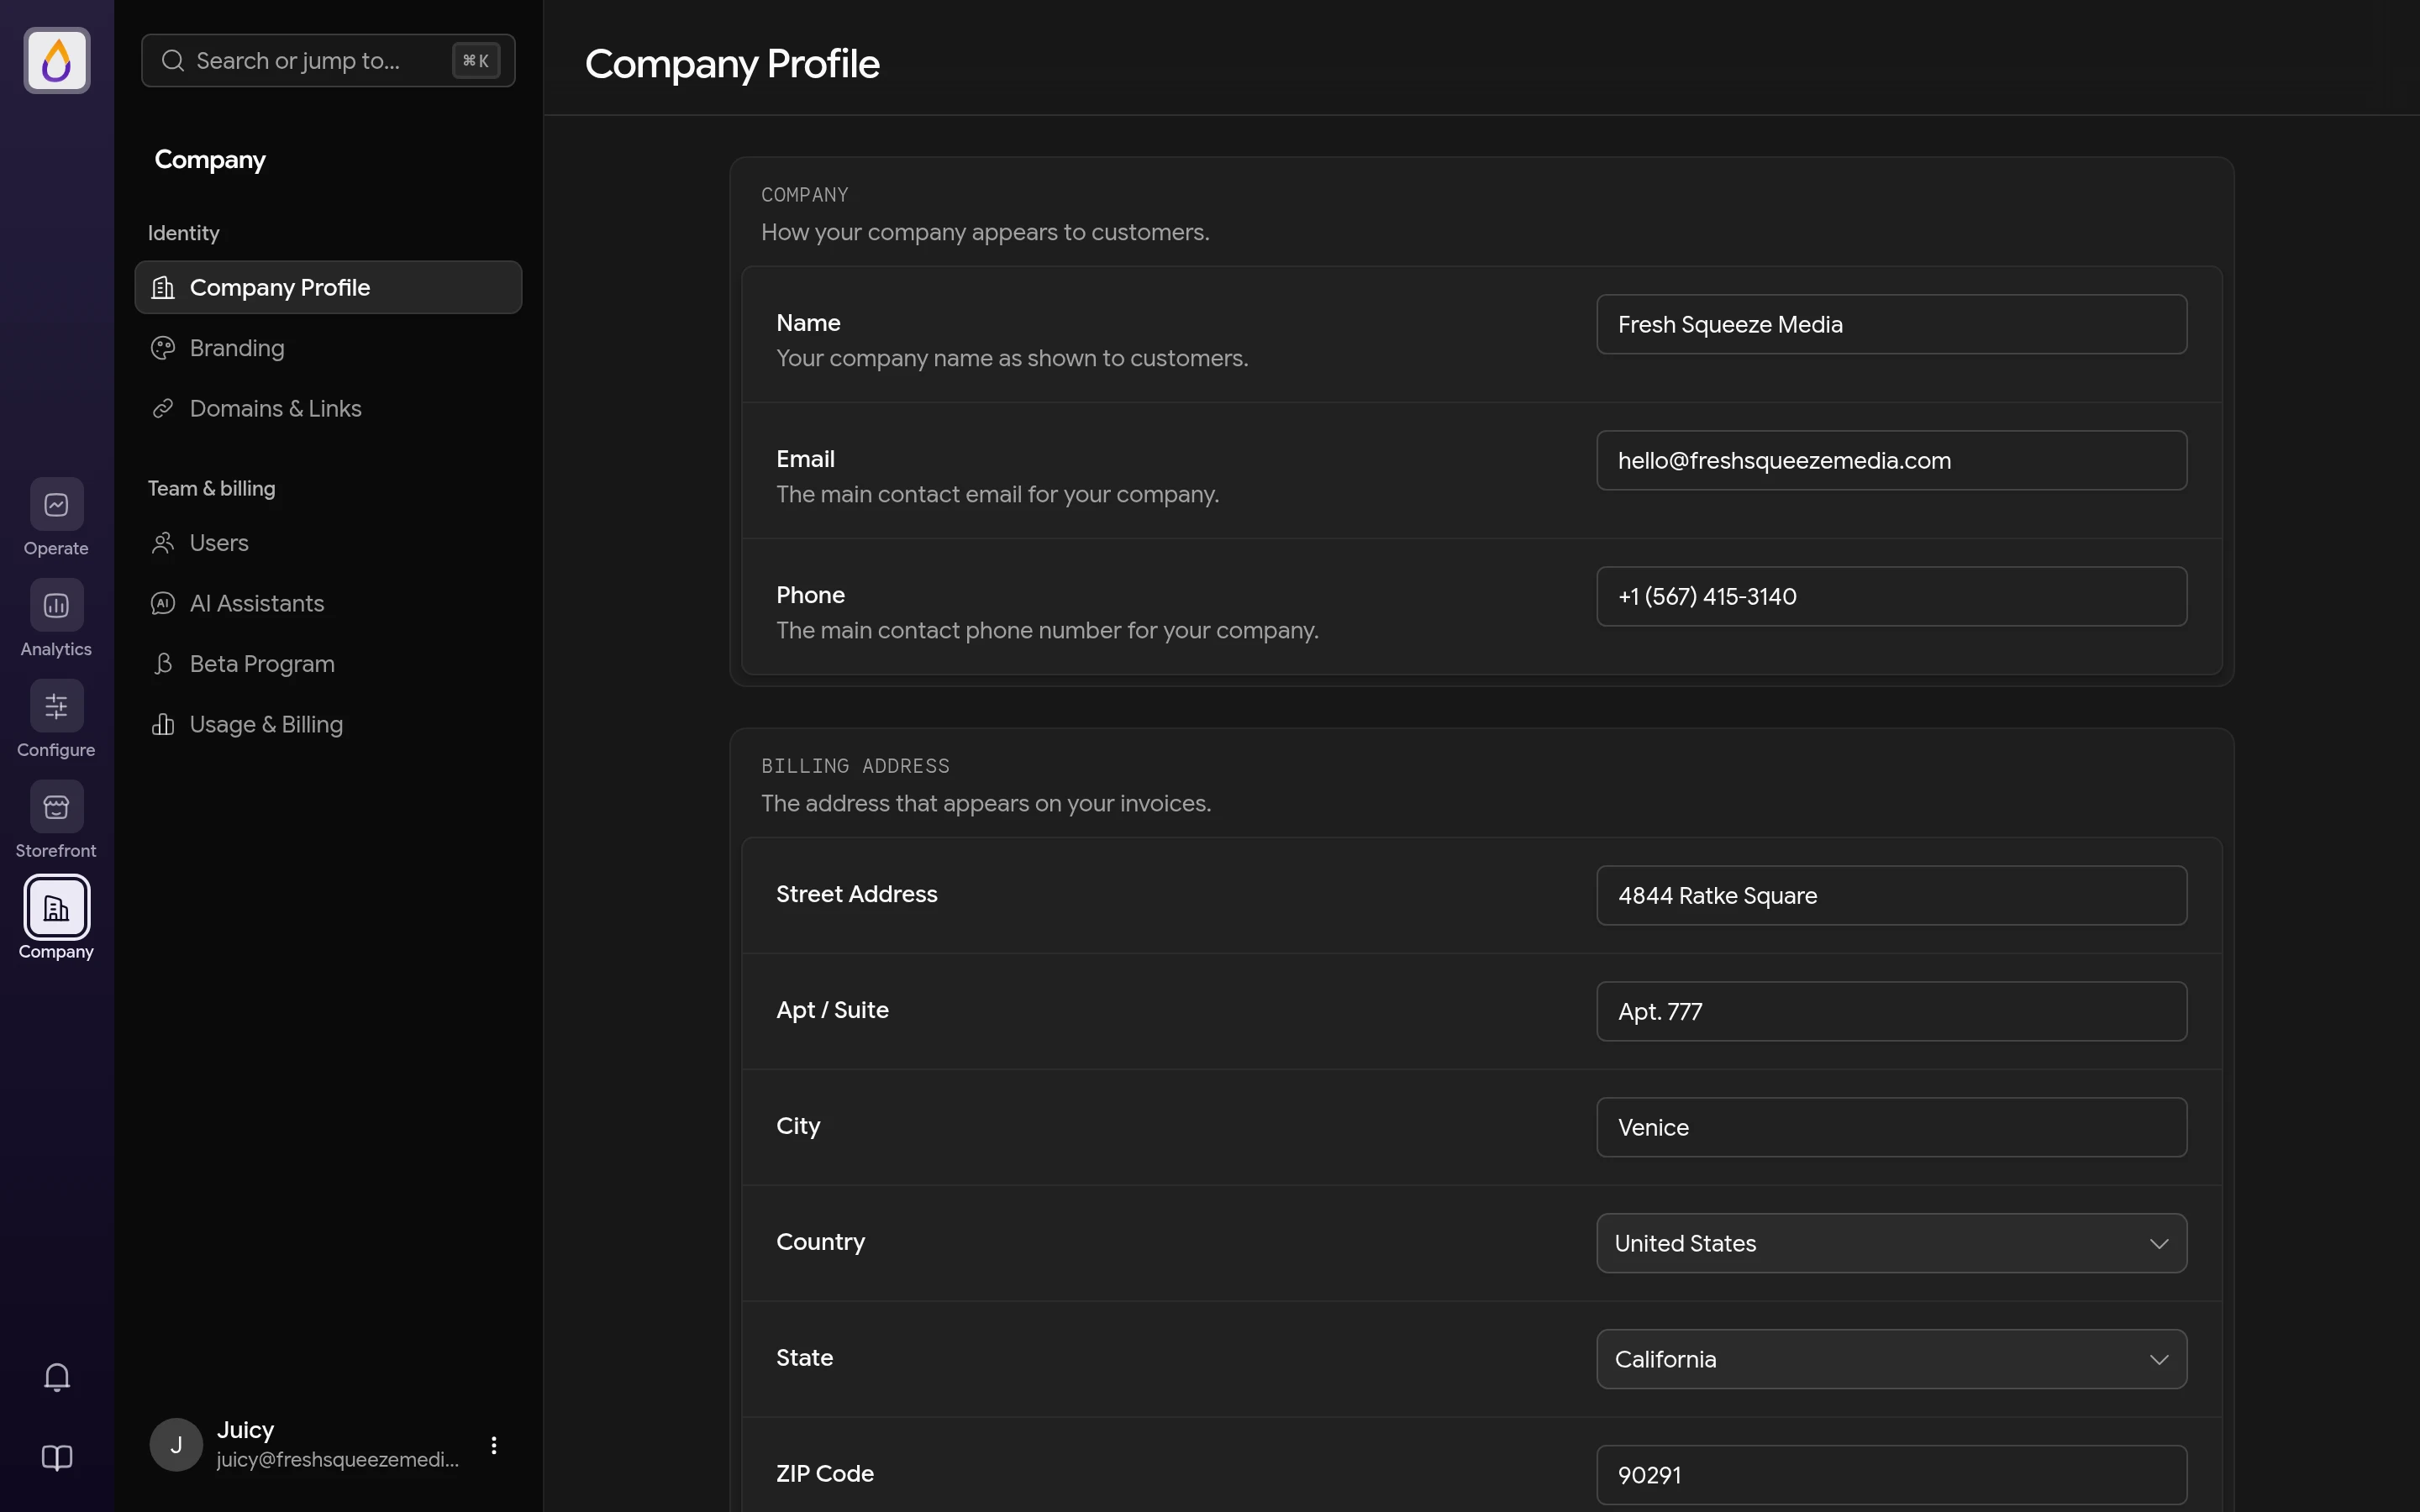 Search or jump to...
⌘K
Company
Identity
Company Profile
Branding
Domains & Links
Team & billing
Users
AI Assistants
Beta Program
Usage & Billing
Operate
Analytics
Configure
Storefront
Company
J
Juicy
juicy@freshsqueezemedi...
Company Profile
COMPANY
How your company appears to customers.
Name
Your company name as shown to customers.
Fresh Squeeze Media
Email
The main contact email for your company.
hello@freshsqueezemedia.com
Phone
The main contact phone number for your company.
+1 (567) 415-3140
BILLING ADDRESS
The address that appears on your invoices.
Street Address
4844 Ratke Square
Apt / Suite
Apt. 777
City
Venice
Country
United States
State
California
ZIP Code
90291